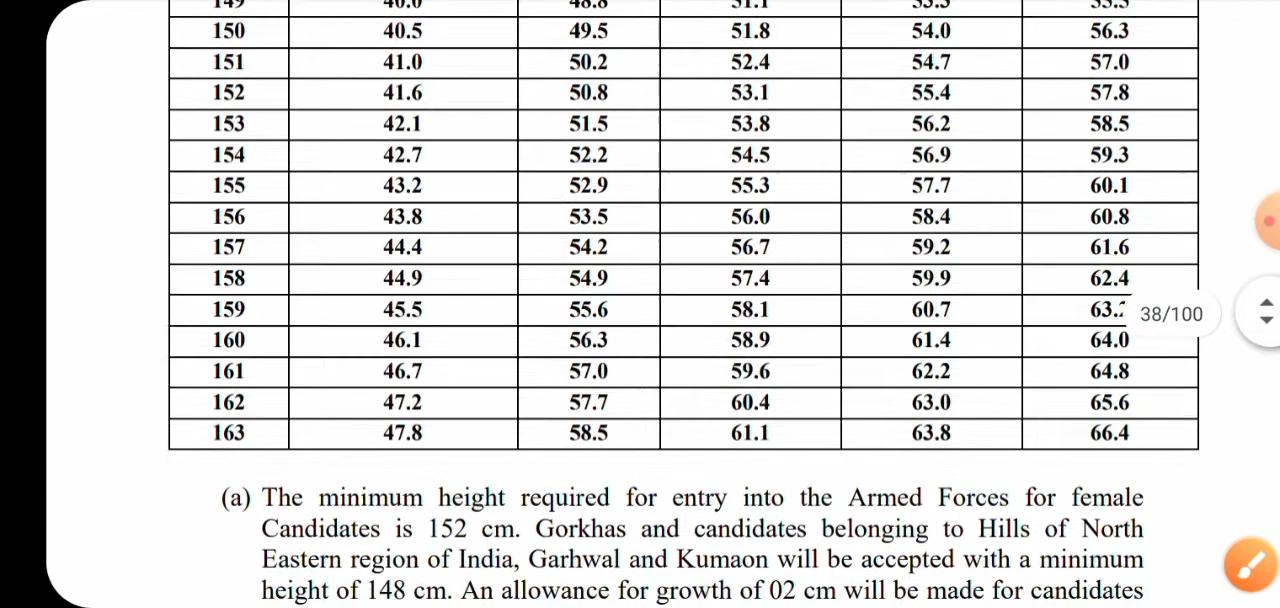 150 40.5 49.5 51.8 54.0 56.3
151 41.0 50.2 52.4 54.7 57.0
152 41.6 50.8 53.1 55.4 57.8
153 42.1 51.5 53.8 56.2 58.5
154 42.7 52.2 54.5 56.9 59.3
155 43.2 52.9 55.3 57.7 60.1
156 43.8 53.5 56.0 58.4 60.8
157 44.4 54.2 56.7 59.2 61.6
158 44.9 54.9 57.4 59.9 62.4
159 45.5 55.6 58.1 60.7
38/100
160 46.1 56.3 58.9 61.4 64.0
161 46.7 57.0 59.6 62.2 64.8
162 47.2 57.7 60.4 63.0 65.6
163 47.8 58.5 61.1 63.8 66.4
(a) The minimum height required for entry into the Armed Forces for female
Candidates is 152 cm. Gorkhas and candidates belonging to Hills of North
Eastern region of India, Garhwal and Kumaon will be accepted with a minimum
height of 148 cm. An allowance for growth of 02 cm will be made for candidates